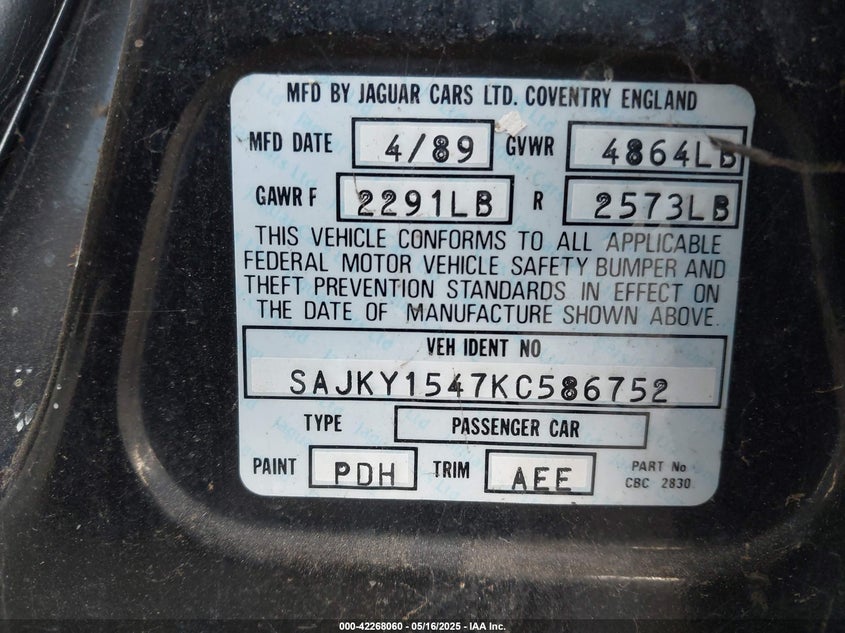 MFD BY JAGUAR CARS LTD. COVENTRY ENGLAND
MFD DATE 4/89 GVWR 4864LB
GAWR F 2291LB R 2573LB
THIS VEHICLE CONFORMS TO ALL APPLICABLE
FEDERAL MOTOR VEHICLE SAFETY BUMPER AND
THEFT PREVENTION STANDARDS IN EFFECT ON
THE DATE OF MANUFACTURE SHOWN ABOVE.
VEH IDENT NO
SAJKY1547KC586752
TYPE PASSENGER CAR
PAINT PDH TRIM AEE PART No
CBC 2830
000-42268060 - 05/16/2025 - IAA Inc.